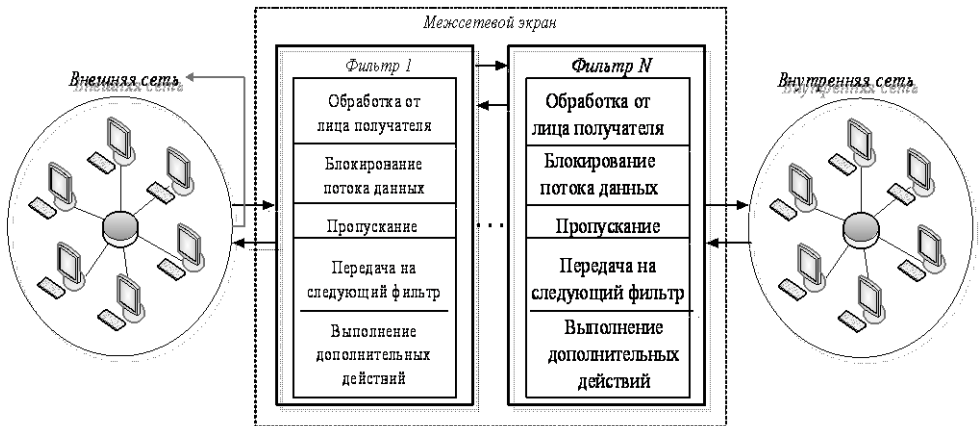 Межсетевой экран
Внешняя сеть
Фильтр 1
Обработка от
лица получателя
Блокирование
потока данных
Пропускание
Передача на
следующий фильтр
Выполнение
дополнительных
действий
...
Фильтр N
Обработка от
лица получателя
Блокирование
потока данных
Пропускание
Передача на
следующий фильтр
Выполнение
дополнительных
действий
Внутренняя сеть